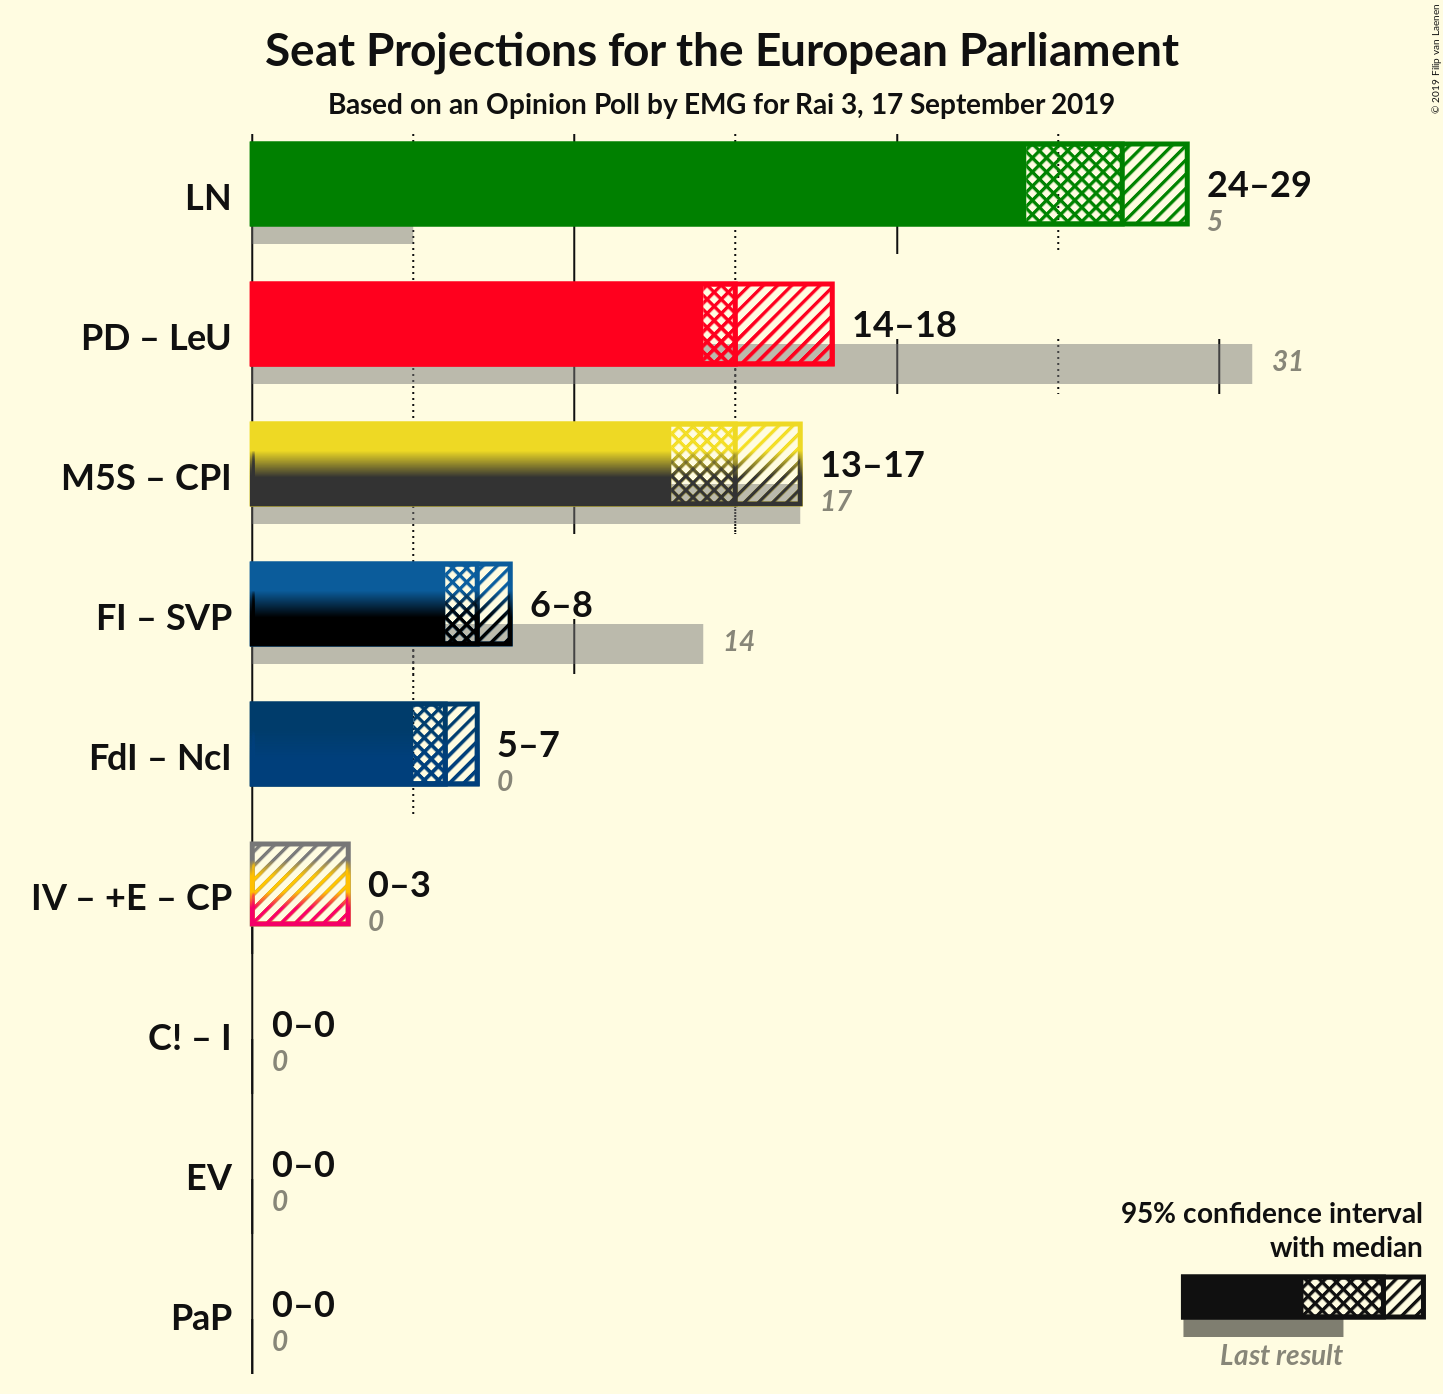 Seat Projections for the European Parliament
Based on an Opinion Poll by EMG for Rai 3, 17 September 2019
© 2019 Filip van Laenen
LN
24–29
5
PD – LeU
14–18
31
M5S – CPI
13–17
17
FI – SVP
6–8
14
FdI – NcI
5–7
0
IV – +E – CP
0–3
0
C! – I
0–0
0
EV
0–0
0
PaP
0–0
0
95% confidence interval
with median
Last result